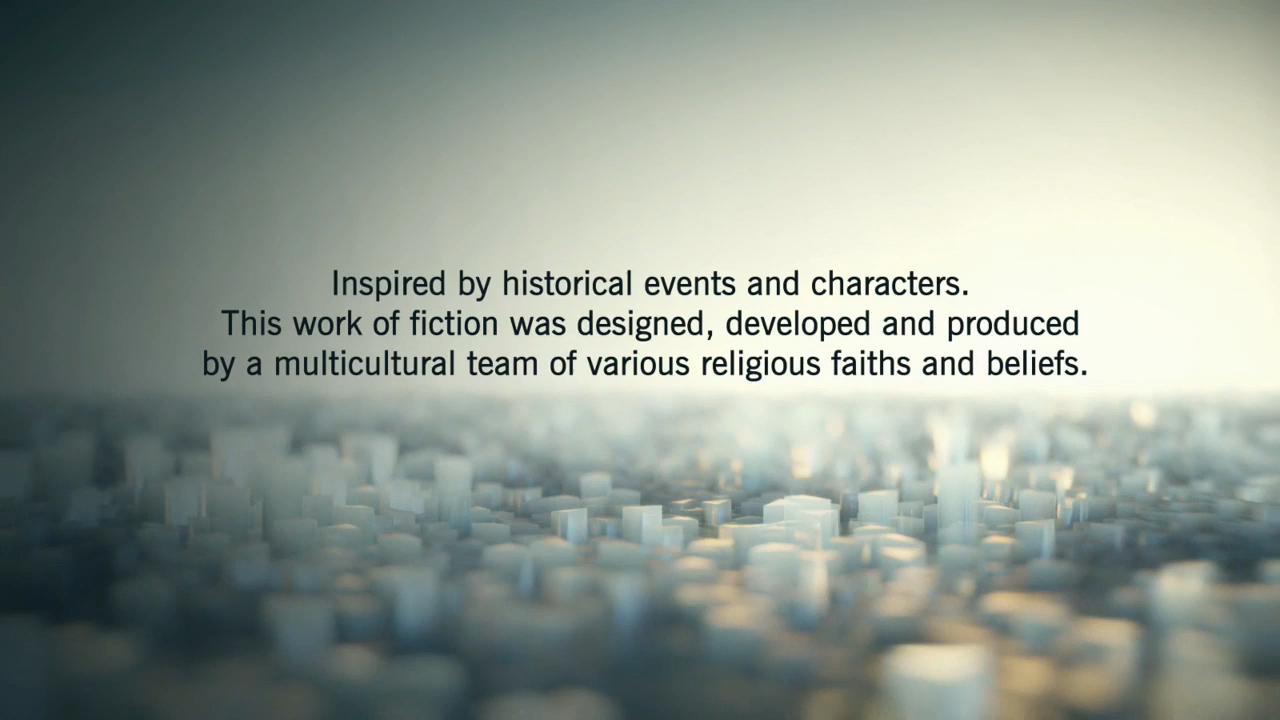 Inspired by historical events and characters.
This work of fiction was designed, developed and produced
by a multicultural team of various religious faiths and beliefs.